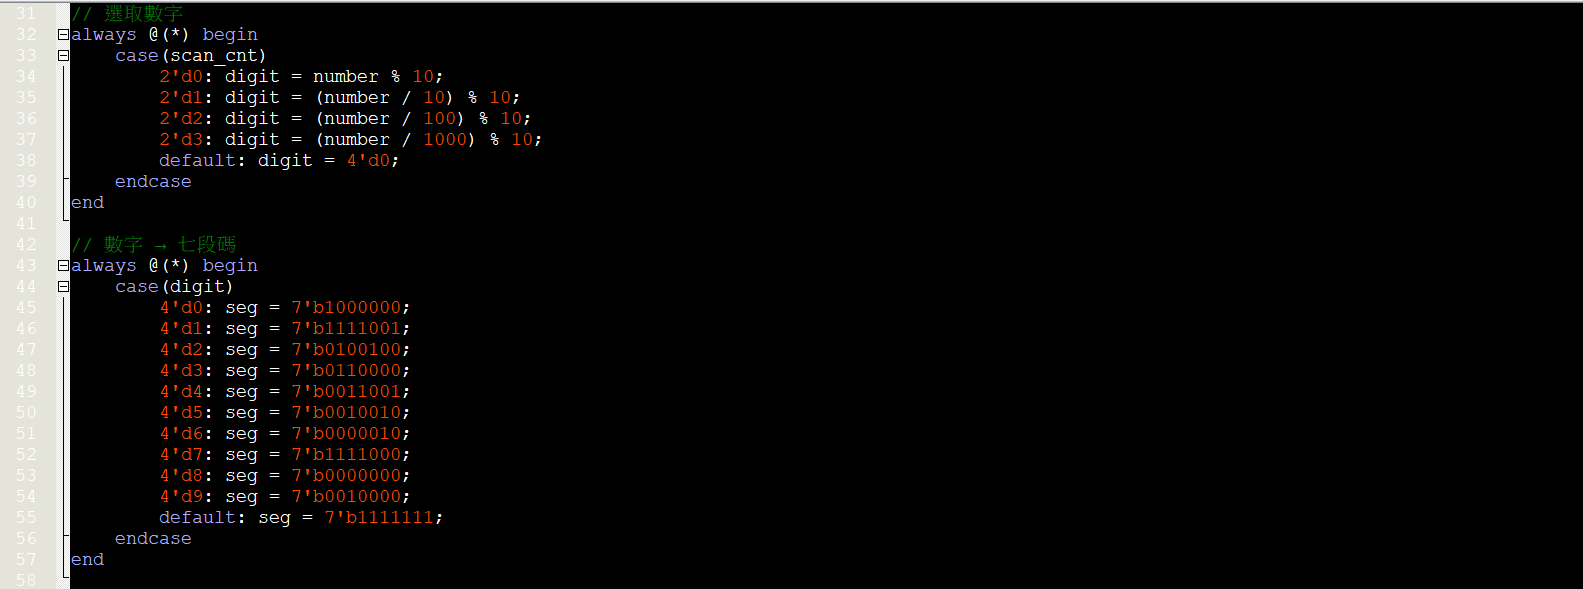 31 // 選取數字
32 always @(*) begin
33     case(scan_cnt)
34         2'd0: digit = number % 10;
35         2'd1: digit = (number / 10) % 10;
36         2'd2: digit = (number / 100) % 10;
37         2'd3: digit = (number / 1000) % 10;
38         default: digit = 4'd0;
39     endcase
40 end
41
42 // 數字 → 七段碼
43 always @(*) begin
44     case(digit)
45         4'd0: seg = 7'b1000000;
46         4'd1: seg = 7'b1111001;
47         4'd2: seg = 7'b0100100;
48         4'd3: seg = 7'b0110000;
49         4'd4: seg = 7'b0011001;
50         4'd5: seg = 7'b0010010;
51         4'd6: seg = 7'b0000010;
52         4'd7: seg = 7'b1111000;
53         4'd8: seg = 7'b0000000;
54         4'd9: seg = 7'b0010000;
55         default: seg = 7'b1111111;
56     endcase
57 end
58